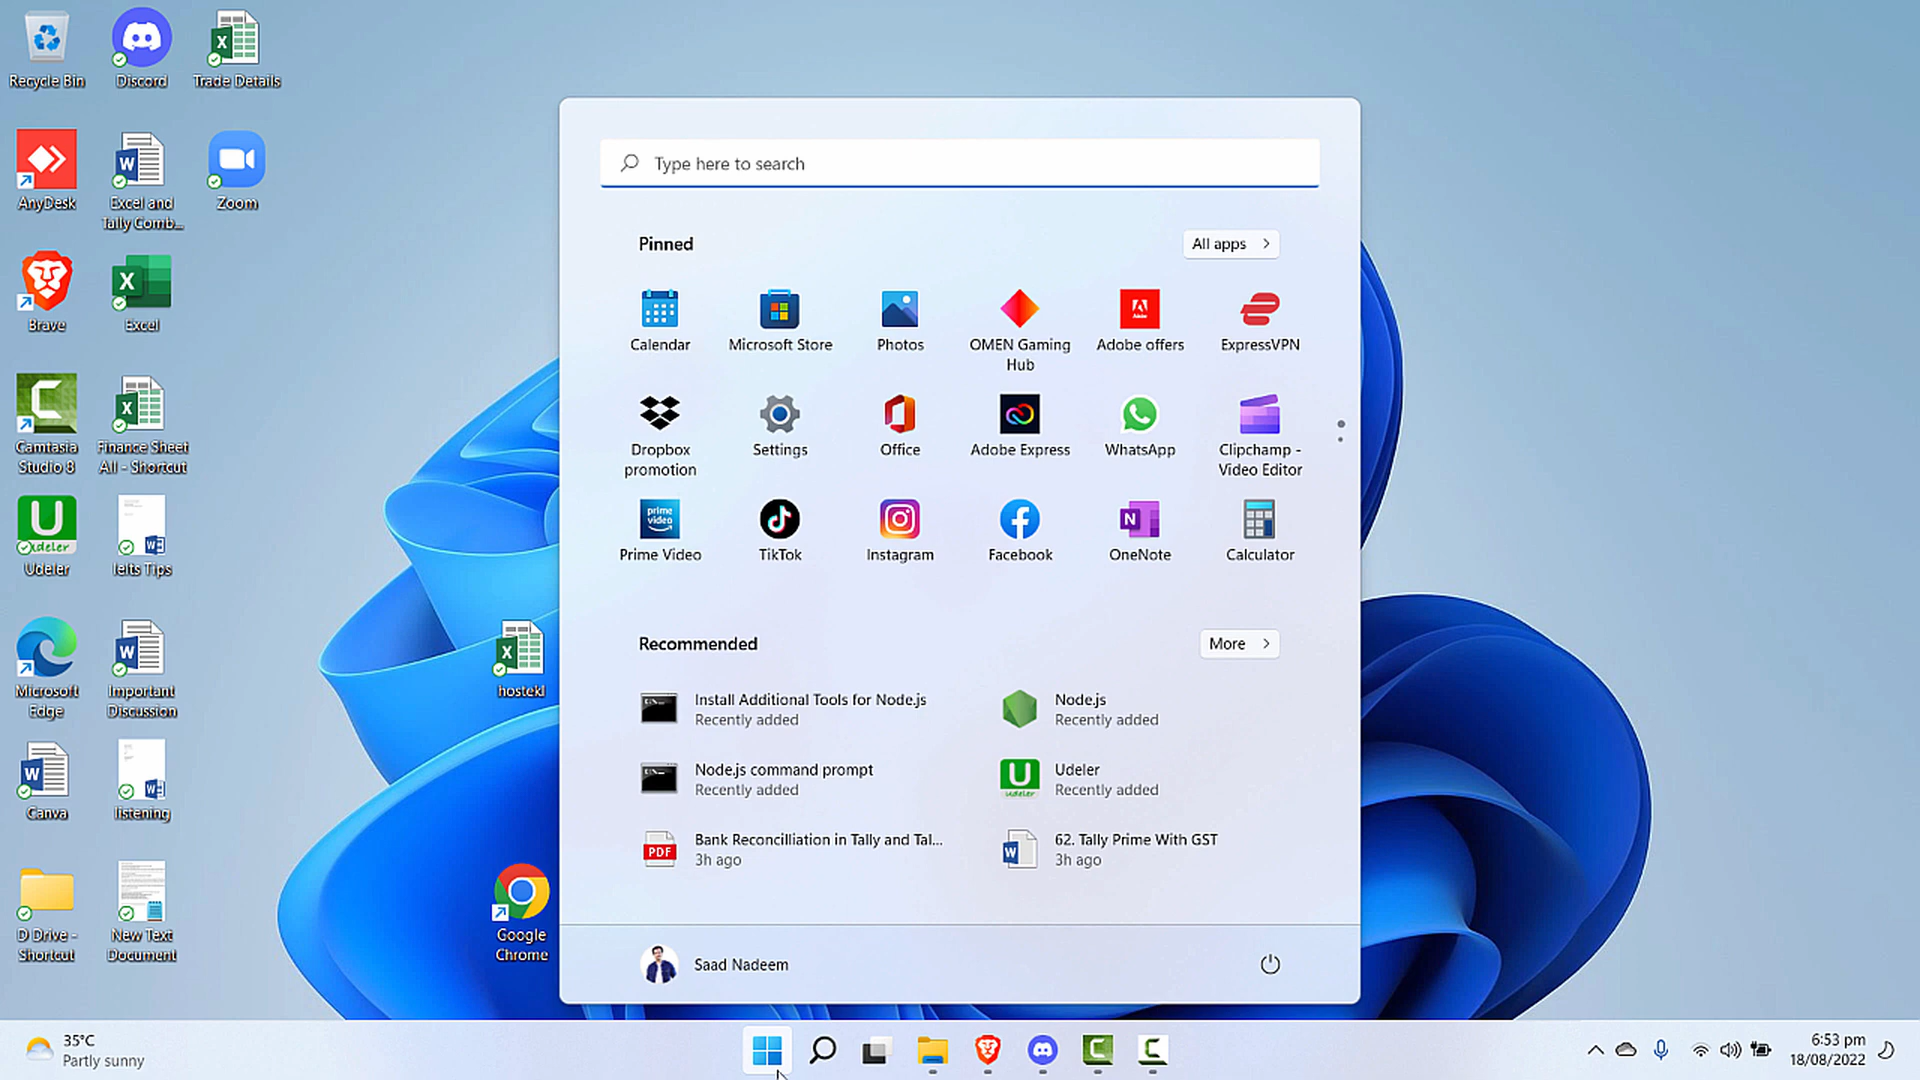 Recycle Bin
Discord
Trade Details
AnyDesk
Excel and
Tally Comb...
Zoom
Brave
Excel
Camtasia
Studio 8
Finance Sheet
All - Shortcut
Udeler
Ielts Tips
Microsoft
Edge
Important
Discussion
hostekl
Canva
listening
D Drive -
Shortcut
New Text
Document
Google
Chrome
Type here to search
Pinned
All apps
Calendar
Microsoft Store
Photos
OMEN Gaming
Hub
Adobe
Adobe offers
ExpressVPN
Dropbox
promotion
Settings
Office
Adobe Express
WhatsApp
Clipchamp -
Video Editor
prime
video
Prime Video
TikTok
Instagram
Facebook
OneNote
Calculator
Recommended
More
Install Additional Tools for Node.js
Recently added
Node.js
Recently added
Node.js command prompt
Recently added
Udeler
Recently added
PDF
Bank Reconcilliation in Tally and Tal...
3h ago
62. Tally Prime With GST
3h ago
Saad Nadeem
35°C
Partly sunny
6:53 pm
18/08/2022